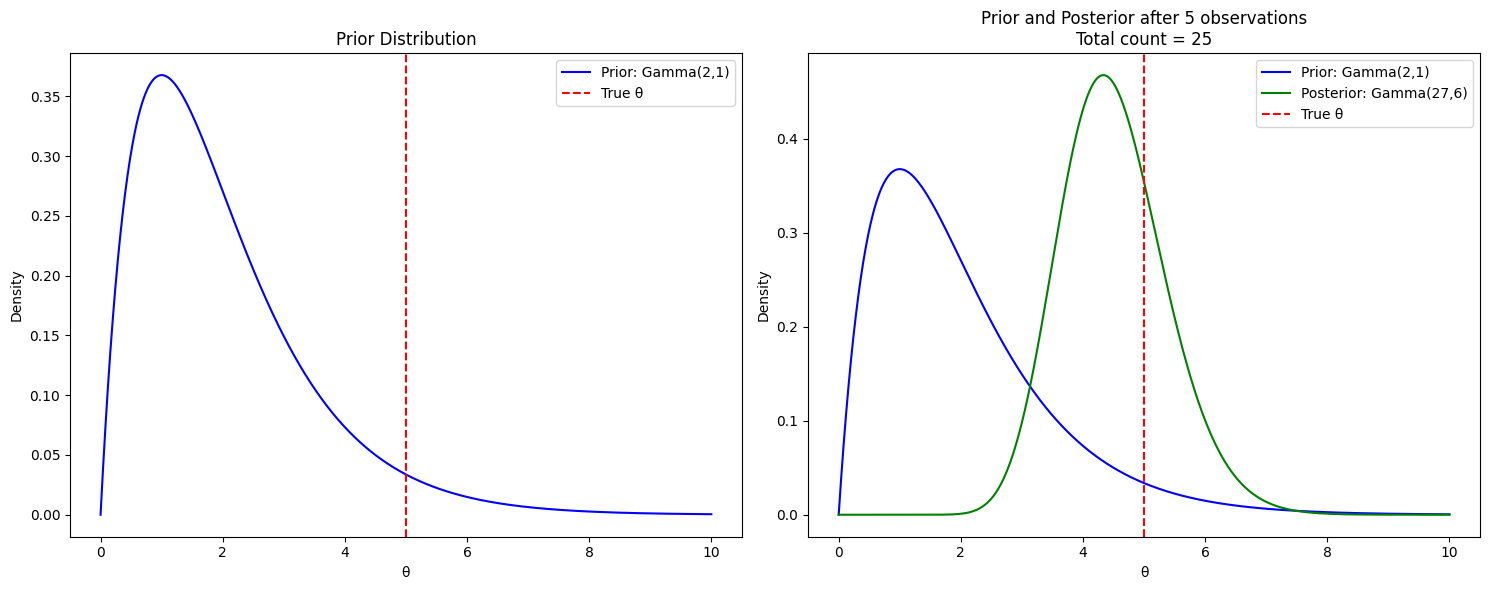 Prior Distribution
Prior: Gamma(2,1)
True θ
Density
0.35
0.30
0.25
0.20
0.15
0.10
0.05
0.00
0 2 4 6 8 10
θ
Prior and Posterior after 5 observations
Total count = 25
Prior: Gamma(2,1)
Posterior: Gamma(27,6)
True θ
Density
0.4
0.3
0.2
0.1
0.0
0 2 4 6 8 10
θ